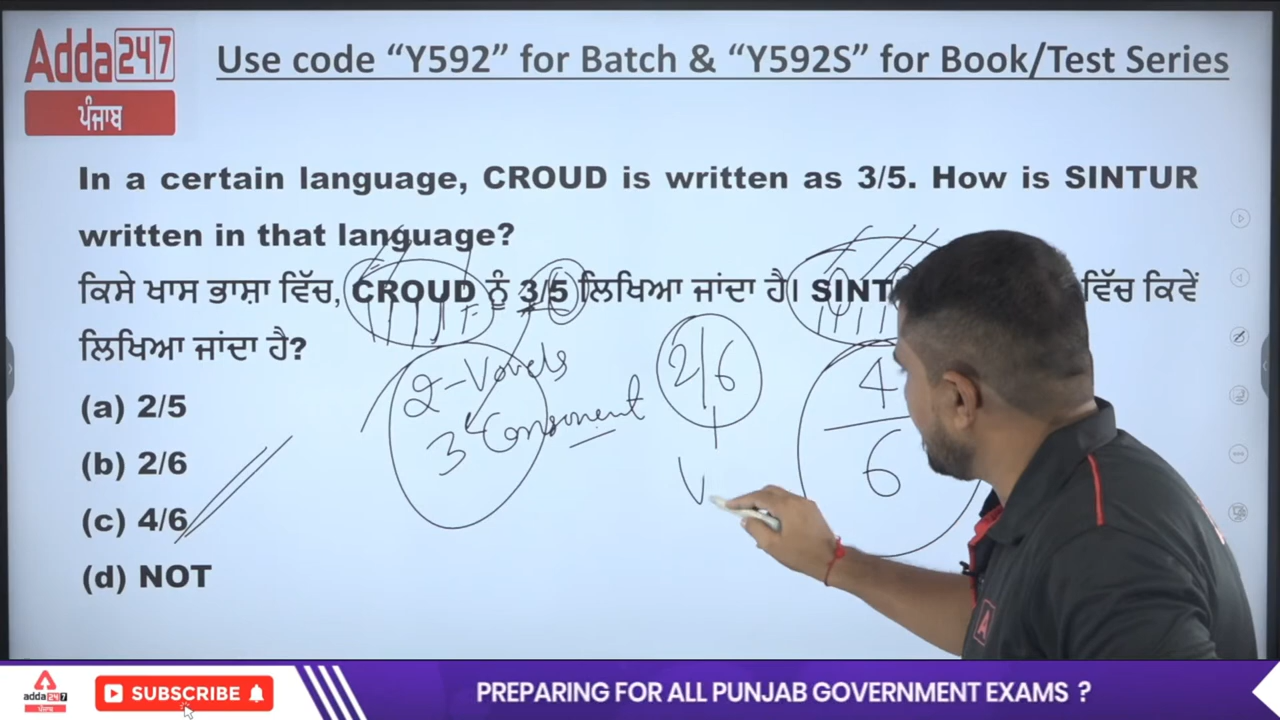 Adda247
ਪੰਜਾਬ
Use code “Y592” for Batch & “Y592S” for Book/Test Series
In a certain language, CROUD is written as 3/5. How is SINTUR
written in that language?
ਕਿਸੇ ਖਾਸ ਭਾਸ਼ਾ ਵਿੱਚ, CROUD ਨੂੰ 3/5 ਲਿਖਿਆ ਜਾਂਦਾ ਹੈ। SINT ਵਿੱਚ ਕਿਵੇਂ
ਲਿਖਿਆ ਜਾਂਦਾ ਹੈ?
(a) 2/5
(b) 2/6
(c) 4/6
(d) NOT
2-Vowels
3 Consonent
2/6
V
4
6
adda247
ਪੰਜਾਬ
SUBSCRIBE
PREPARING FOR ALL PUNJAB GOVERNMENT EXAMS ?